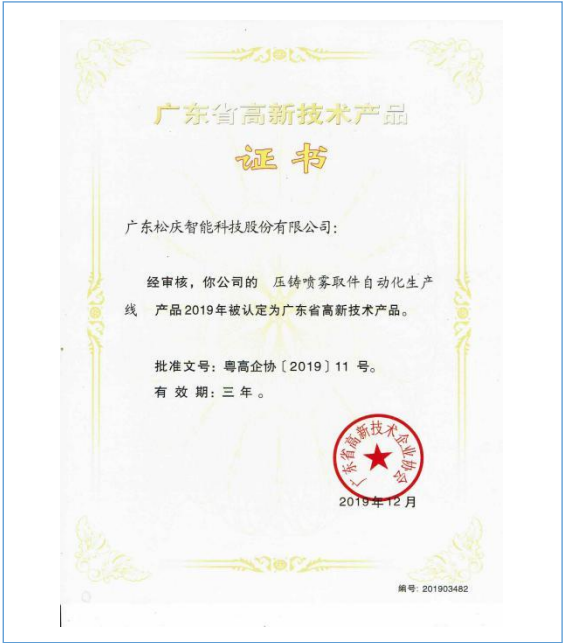 广东省高新技术产品
证书
广东松庆智能科技股份有限公司：
经审核，你公司的 压铸喷雾取件自动化生产
线 产品2019年被认定为广东省高新技术产品。
批准文号：粤高企协〔2019〕11 号。
有 效 期：三 年 。
广东省高新技术企业协会
2019年12 月
编号: 201903482